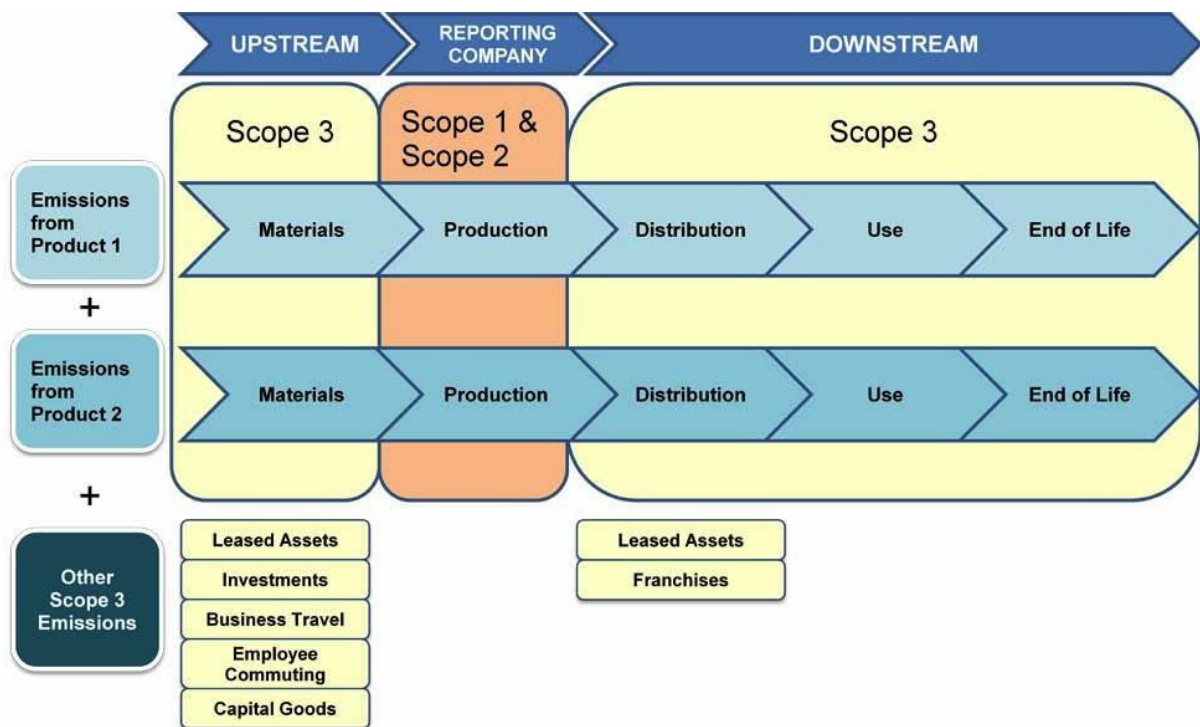 UPSTREAM
REPORTING
COMPANY
DOWNSTREAM
Scope 3
Scope 1 &
Scope 2
Scope 3
Emissions
from
Product 1
Materials
Production
Distribution
Use
End of Life
+
Emissions
from
Product 2
Materials
Production
Distribution
Use
End of Life
+
Other
Scope 3
Emissions
Leased Assets
Investments
Business Travel
Employee
Commuting
Capital Goods
Leased Assets
Franchises